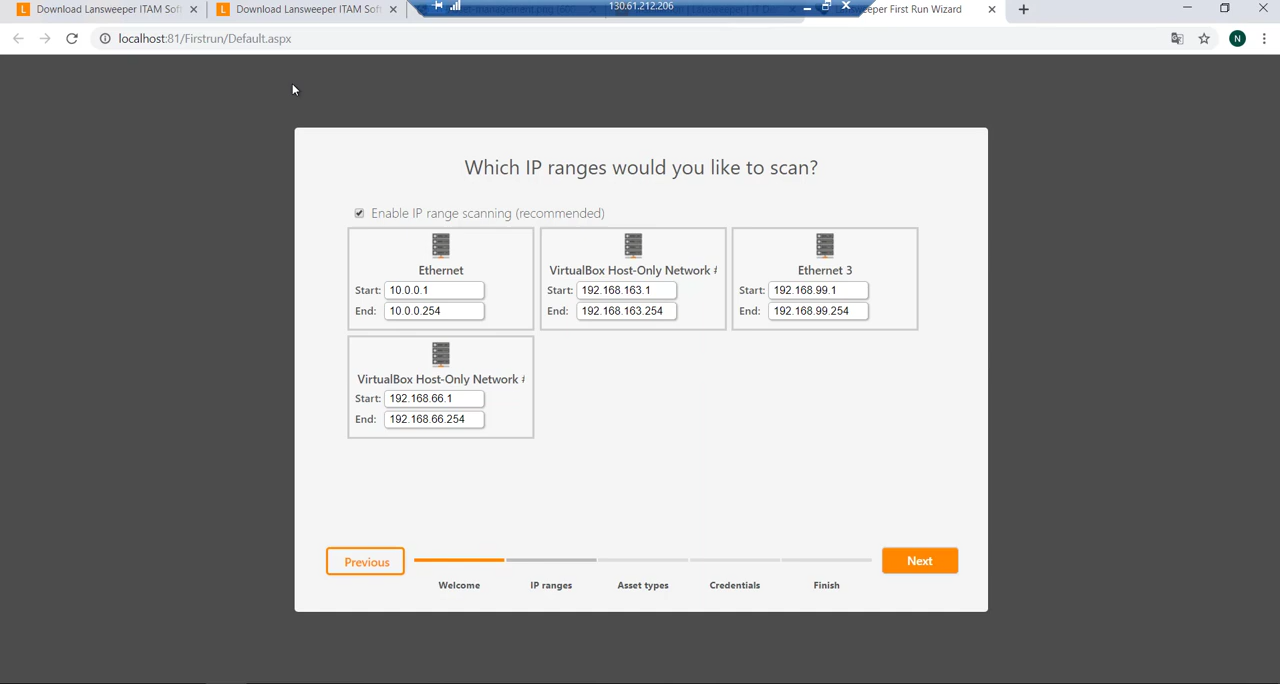 Download Lansweeper ITAM Soft
Download Lansweeper ITAM Soft
130.61.212.206
eeper First Run Wizard
localhost:81/Firstrun/Default.aspx
N
Which IP ranges would you like to scan?
Enable IP range scanning (recommended)
Ethernet
Start: 10.0.0.1
End: 10.0.0.254
VirtualBox Host-Only Network #
Start: 192.168.163.1
End: 192.168.163.254
Ethernet 3
Start: 192.168.99.1
End: 192.168.99.254
VirtualBox Host-Only Network #
Start: 192.168.66.1
End: 192.168.66.254
Previous
Welcome
IP ranges
Asset types
Credentials
Finish
Next